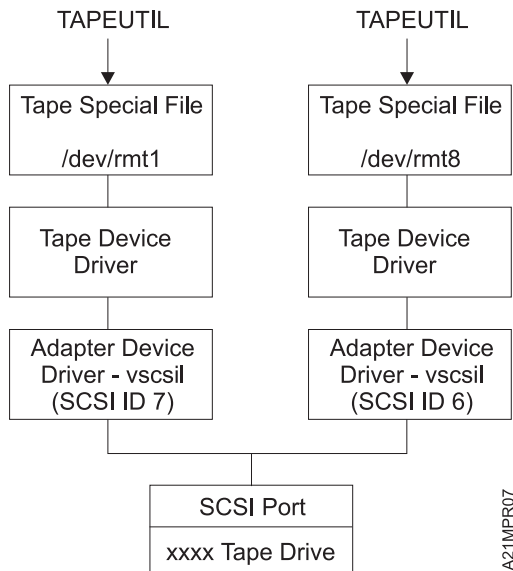 TAPEUTIL
Tape Special File
/dev/rmt1
Tape Device
Driver
Adapter Device
Driver - vscsil
(SCSI ID 7)
TAPEUTIL
Tape Special File
/dev/rmt8
Tape Device
Driver
Adapter Device
Driver - vscsil
(SCSI ID 6)
SCSI Port
xxxx Tape Drive
A21MPR07